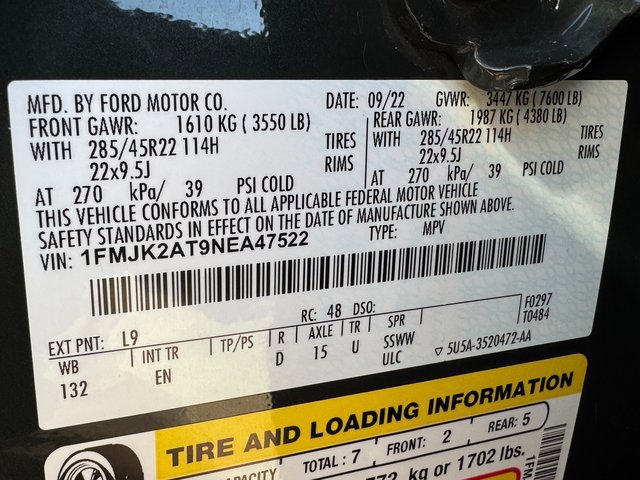 MFD. BY FORD MOTOR CO. DATE: 09/22 GVWR: 3447 KG ( 7600 LB)
FRONT GAWR: 1610 KG ( 3550 LB) REAR GAWR: 1987 KG ( 4380 LB)
WITH 285/45R22 114H TIRES WITH 285/45R22 114H TIRES
22x9.5J RIMS 22x9.5J RIMS
AT 270 kPa/ 39 PSI COLD AT 270 kPa/ 39 PSI COLD
THIS VEHICLE CONFORMS TO ALL APPLICABLE FEDERAL MOTOR VEHICLE
SAFETY STANDARDS IN EFFECT ON THE DATE OF MANUFACTURE SHOWN ABOVE.
VIN: 1FMJK2AT9NEA47522 TYPE: MPV
F0297
RC: 48 DSO: T0484
EXT PNT: L9
WB INT TR TP/PS R AXLE TR SPR
132 EN D 15 U SSWW
ULC ▽ 5U5A-3520472-AA
TIRE AND LOADING INFORMATION
CAPACITY TOTAL : 7 FRONT: 2 REAR: 5
772 kg or 1702 lbs.
1FM